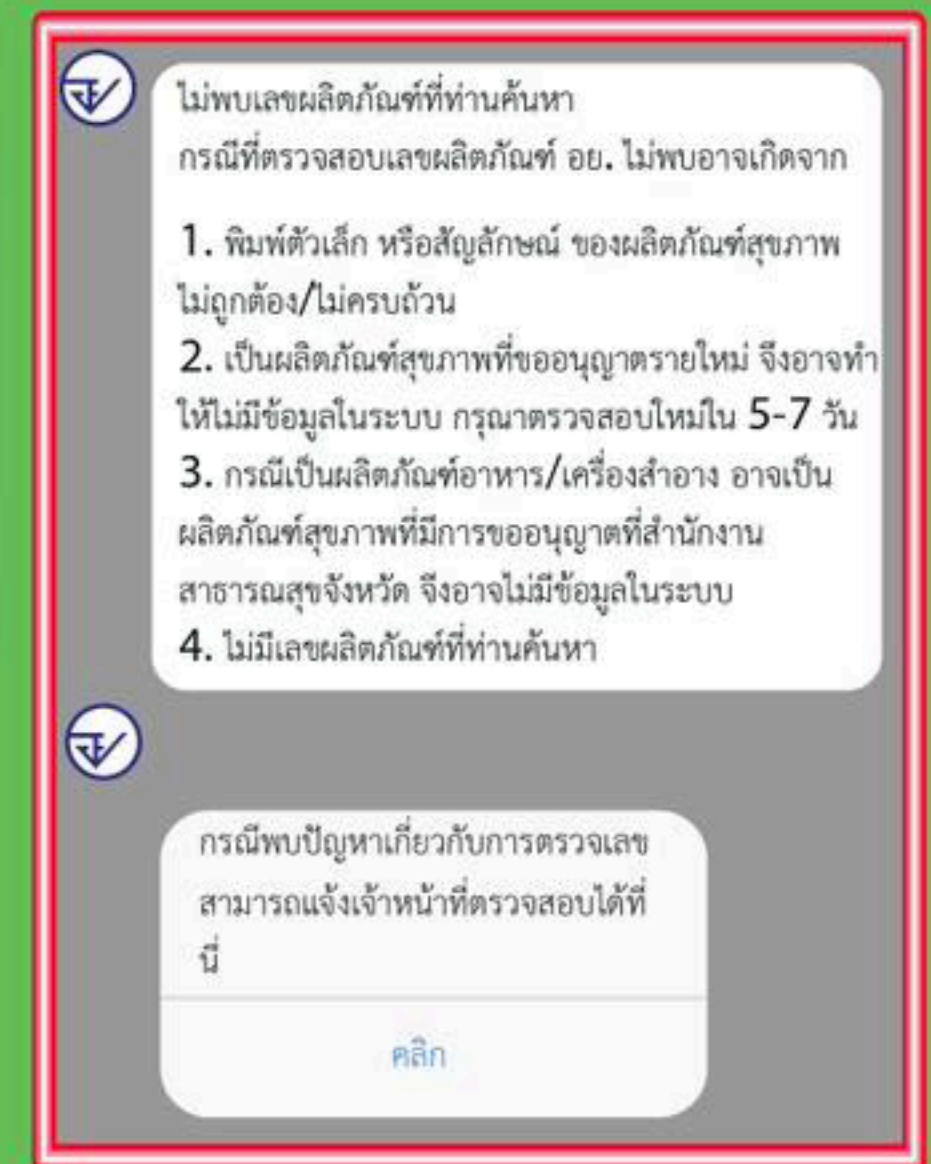 ไม่พบเลขผลิตภัณฑ์ที่ท่านค้นหา
กรณีที่ตรวจสอบเลขผลิตภัณฑ์ อย. ไม่พบอาจเกิดจาก
1. พิมพ์ตัวเล็ก หรือสัญลักษณ์ ของผลิตภัณฑ์สุขภาพ
ไม่ถูกต้อง/ไม่ครบถ้วน
2. เป็นผลิตภัณฑ์สุขภาพที่ขออนุญาตรายใหม่ จึงอาจทำ
ให้ไม่มีข้อมูลในระบบ กรุณาตรวจสอบใหม่ใน 5-7 วัน
3. กรณีเป็นผลิตภัณฑ์อาหาร/เครื่องสำอาง อาจเป็น
ผลิตภัณฑ์สุขภาพที่มีการขออนุญาตที่สำนักงาน
สาธารณสุขจังหวัด จึงอาจไม่มีข้อมูลในระบบ
4. ไม่มีเลขผลิตภัณฑ์ที่ท่านค้นหา
กรณีพบปัญหาเกี่ยวกับการตรวจเลข
สามารถแจ้งเจ้าหน้าที่ตรวจสอบได้ที่
นี่
คลิก